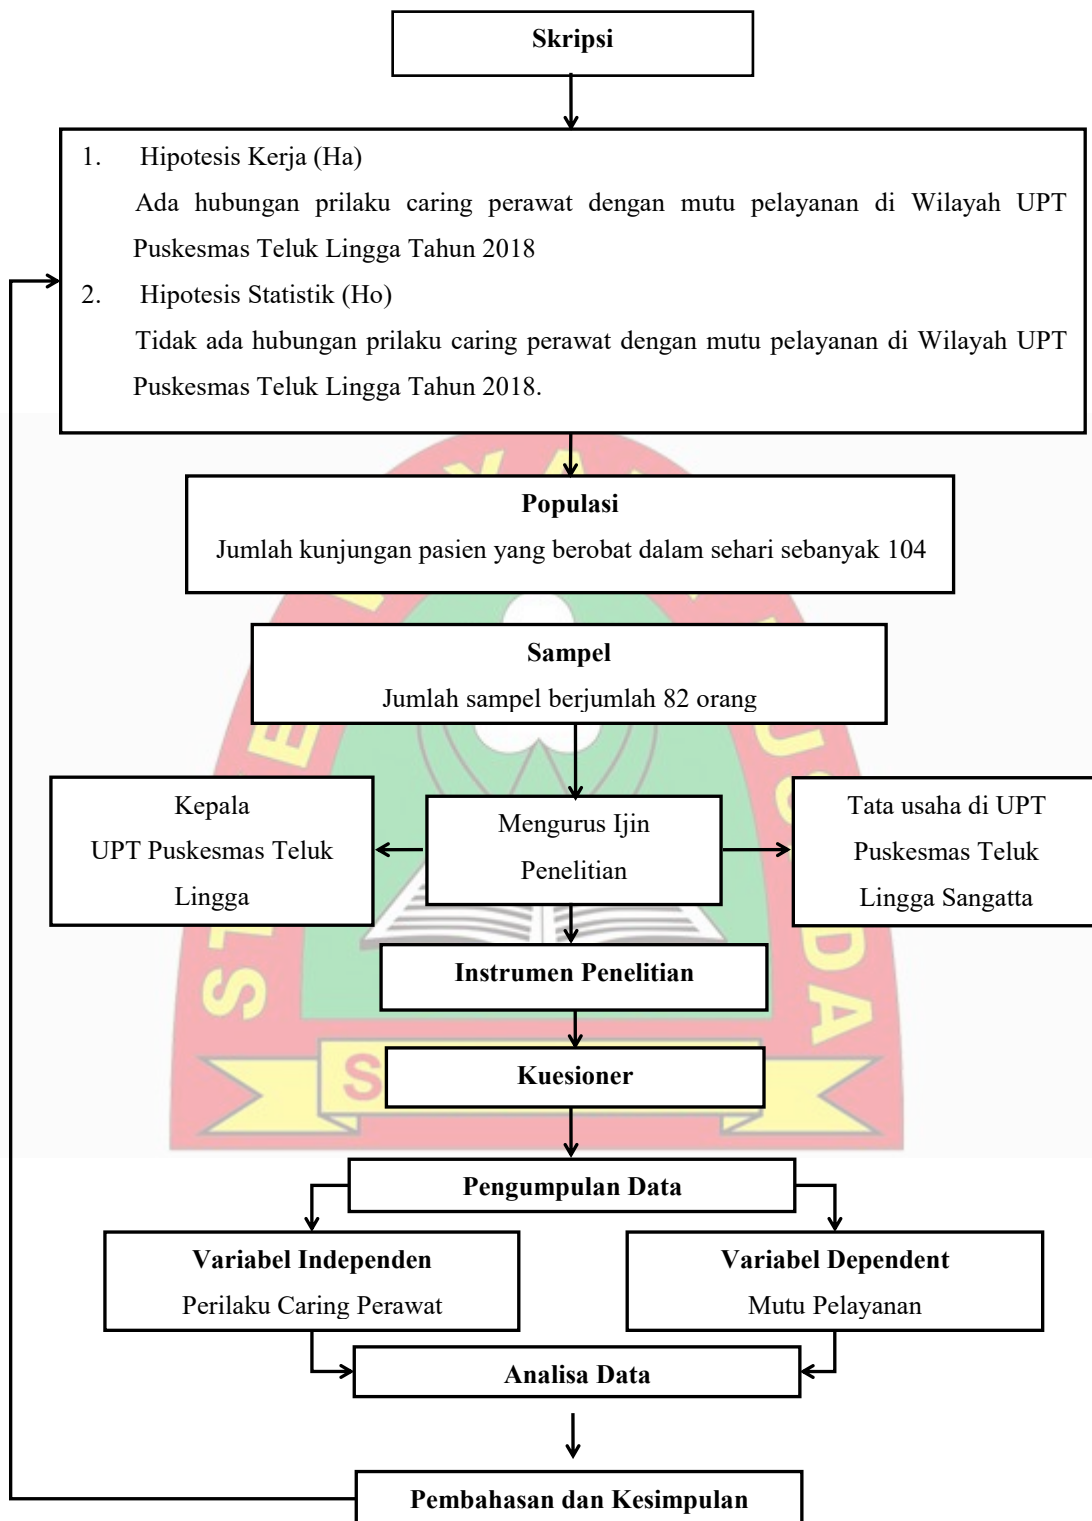 Skripsi
1. Hipotesis Kerja (Ha)
Ada hubungan prilaku caring perawat dengan mutu pelayanan di Wilayah UPT
Puskesmas Teluk Lingga Tahun 2018
2. Hipotesis Statistik (Ho)
Tidak ada hubungan prilaku caring perawat dengan mutu pelayanan di Wilayah UPT
Puskesmas Teluk Lingga Tahun 2018.
Populasi
Jumlah kunjungan pasien yang berobat dalam sehari sebanyak 104
Sampel
Jumlah sampel berjumlah 82 orang
Kepala
UPT Puskesmas Teluk
Lingga
Mengurus Ijin
Penelitian
Tata usaha di UPT
Puskesmas Teluk
Lingga Sangatta
Instrumen Penelitian
Kuesioner
Pengumpulan Data
Variabel Independen
Perilaku Caring Perawat
Variabel Dependent
Mutu Pelayanan
Analisa Data
Pembahasan dan Kesimpulan